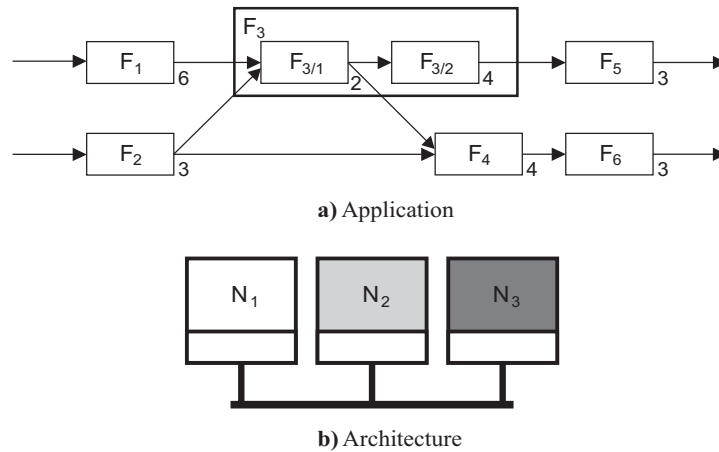 F3
F1 F3/1 F3/2 F5
6 2 4 3
F2 F4 F6
3 4 3
a) Application
N1 N2 N3
b) Architecture